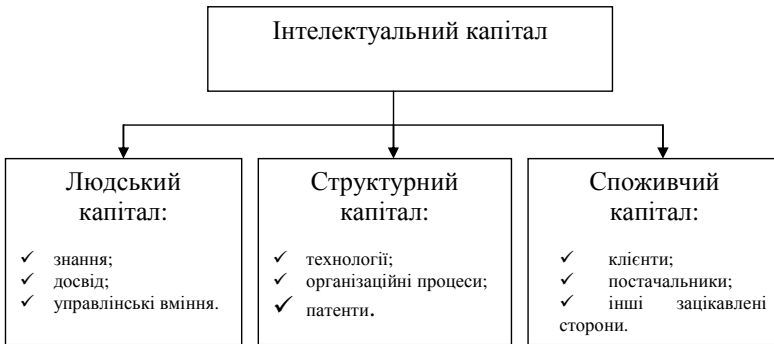 Інтелектуальний капітал
Людський
капітал:
✓ знання;
✓ досвід;
✓ управлінські вміння.
Структурний
капітал:
✓ технології;
✓ організаційні процеси;
✓ патенти.
Споживчий
капітал:
✓ клієнти;
✓ постачальники;
✓ інші зацікавлені
сторони.